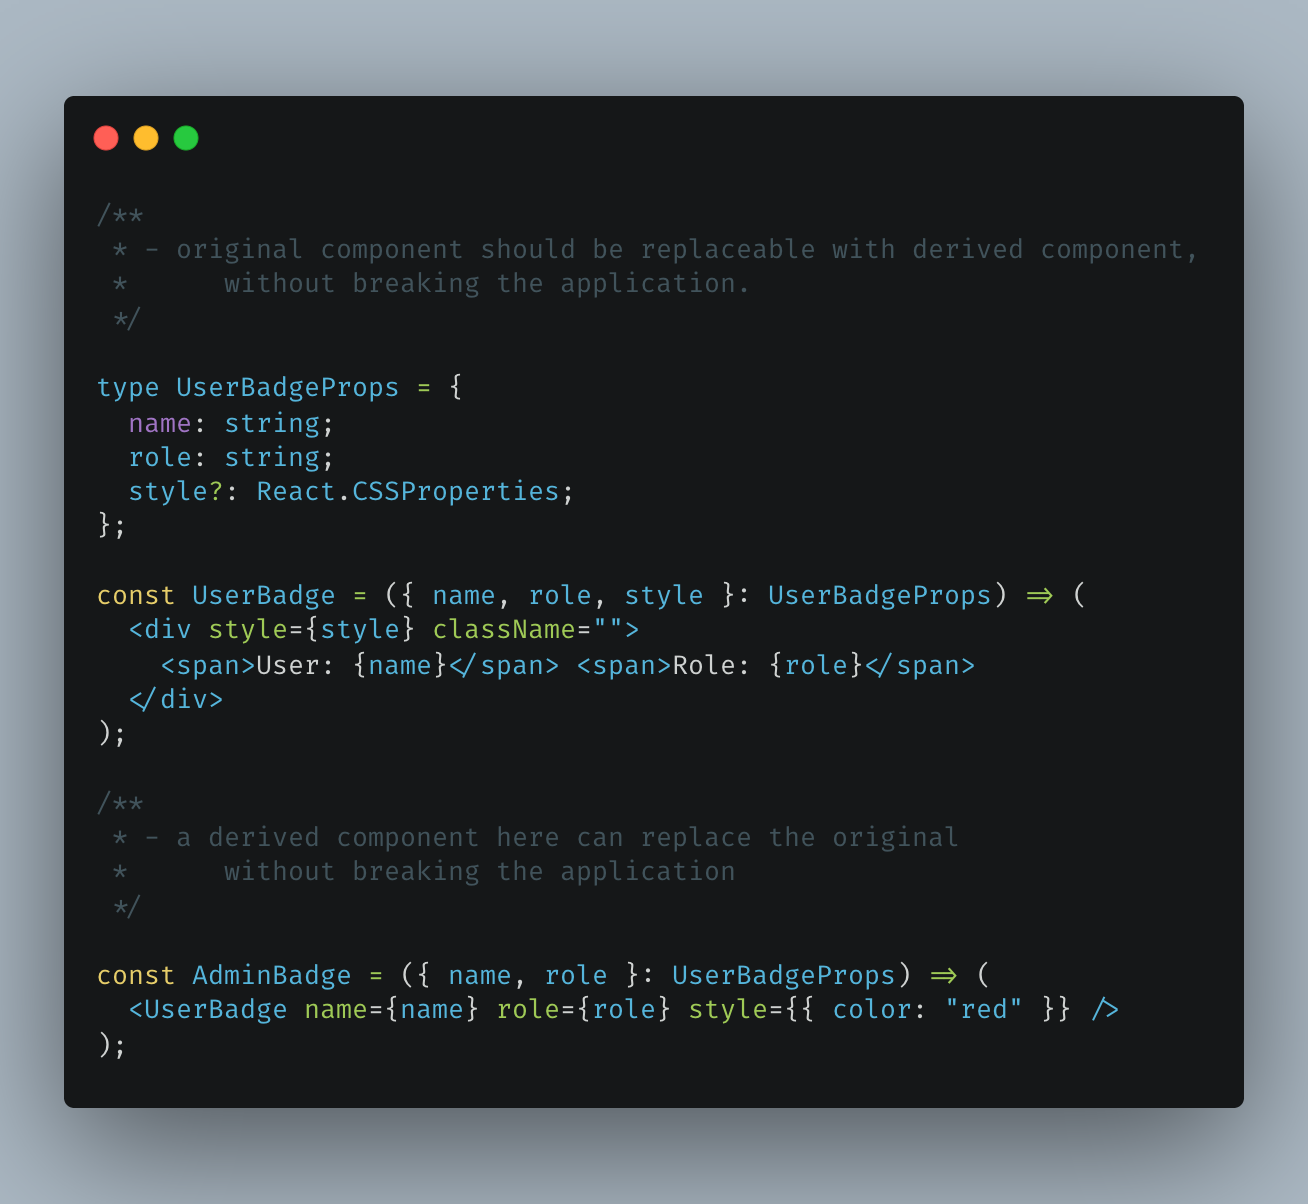 /**
 * - original component should be replaceable with derived component,
 *      without breaking the application.
 */

type UserBadgeProps = {
  name: string;
  role: string;
  style?: React.CSSProperties;
};

const UserBadge = ({ name, role, style }: UserBadgeProps) => (
  <div style={style} className="">
    <span>User: {name}</span> <span>Role: {role}</span>
  </div>
);

/**
 * - a derived component here can replace the original
 *      without breaking the application
 */

const AdminBadge = ({ name, role }: UserBadgeProps) => (
  <UserBadge name={name} role={role} style={{ color: "red" }} />
);